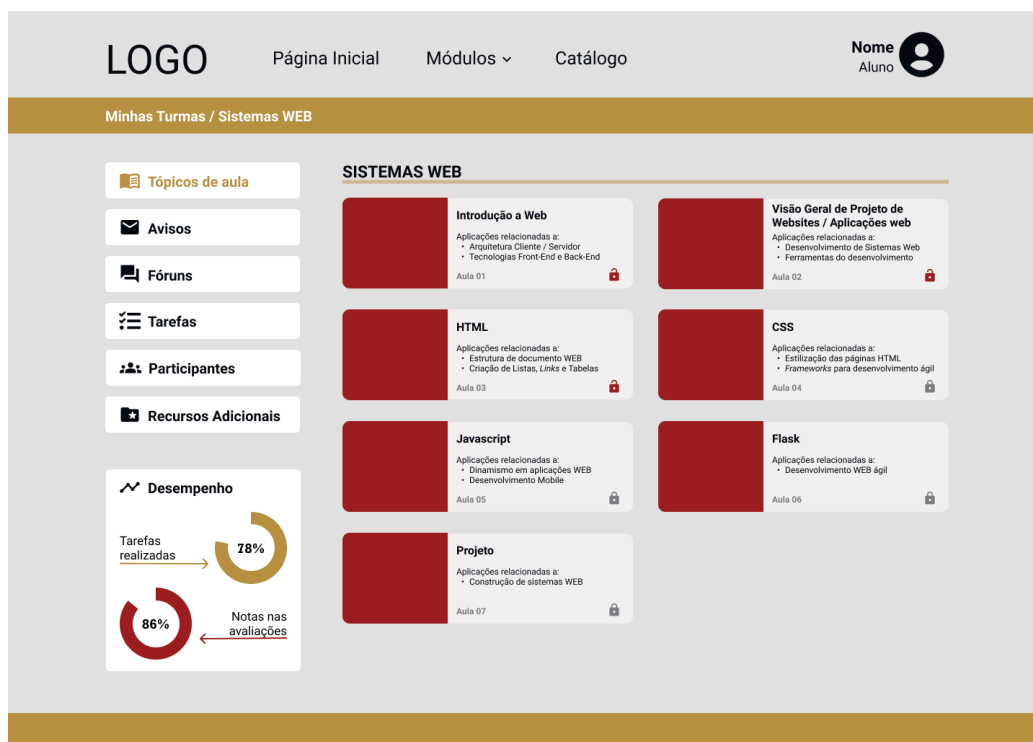 LOGO
Página Inicial
Módulos
Catálogo
Nome
Aluno
Minhas Turmas / Sistemas WEB
Tópicos de aula
Avisos
Fóruns
Tarefas
Participantes
Recursos Adicionais
Desempenho
Tarefas
realizadas
78%
86%
Notas nas
avaliações
SISTEMAS WEB
Introdução a Web
Aplicações relacionadas a:
• Arquitetura Cliente / Servidor
• Tecnologias Front-End e Back-End
Aula 01
Visão Geral de Projeto de
Websites / Aplicações web
Aplicações relacionadas a:
• Desenvolvimento de Sistemas Web
• Ferramentas do desenvolvimento
Aula 02
HTML
Aplicações relacionadas a:
• Estrutura de documento WEB
• Criação de Listas, Links e Tabelas
Aula 03
CSS
Aplicações relacionadas a:
• Estilização das páginas HTML
• Frameworks para desenvolvimento ágil
Aula 04
Javascript
Aplicações relacionadas a:
• Dinamismo em aplicações WEB
• Desenvolvimento Mobile
Aula 05
Flask
Aplicações relacionadas a:
• Desenvolvimento WEB ágil
Aula 06
Projeto
Aplicações relacionadas a:
• Construção de sistemas WEB
Aula 07